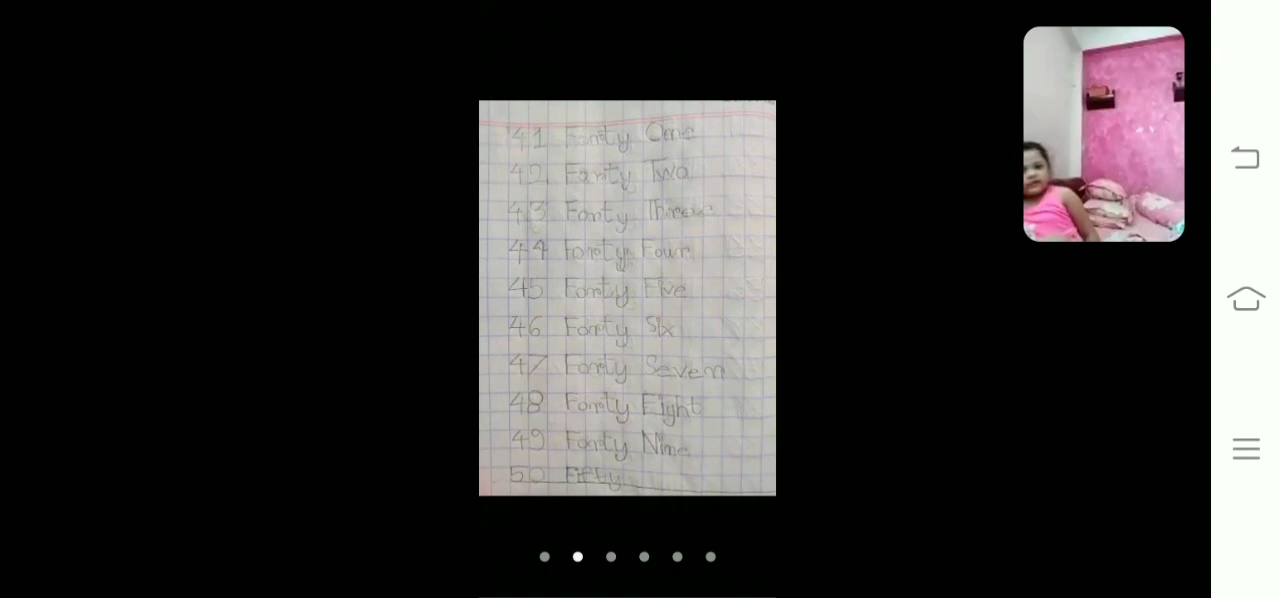 41 Forty One
42 Forty Two
43 Forty Three
44 Forty Four
45 Forty Five
46 Forty Six
47 Forty Seven
48 Forty Eight
49 Forty Nine
50 Fifty